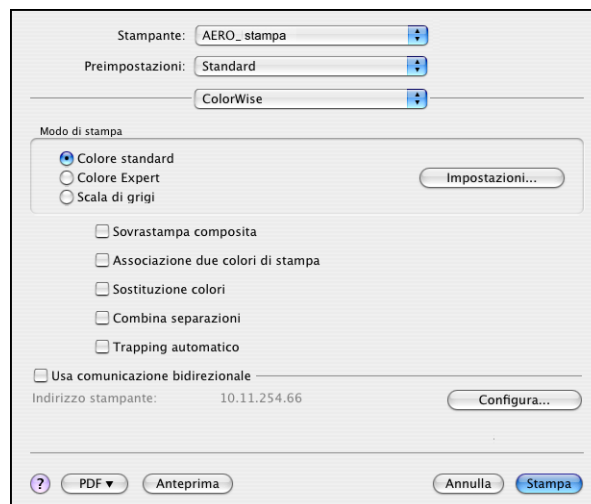 Stampante: AERO_ stampa
Preimpostazioni: Standard
ColorWise
Modo di stampa
Colore standard
Colore Expert
Scala di grigi
Impostazioni...
Sovrastampa composita
Associazione due colori di stampa
Sostituzione colori
Combina separazioni
Trapping automatico
Usa comunicazione bidirezionale
Indirizzo stampante: 10.11.254.66
Configura...
? PDF ▾ Anteprima Annulla Stampa